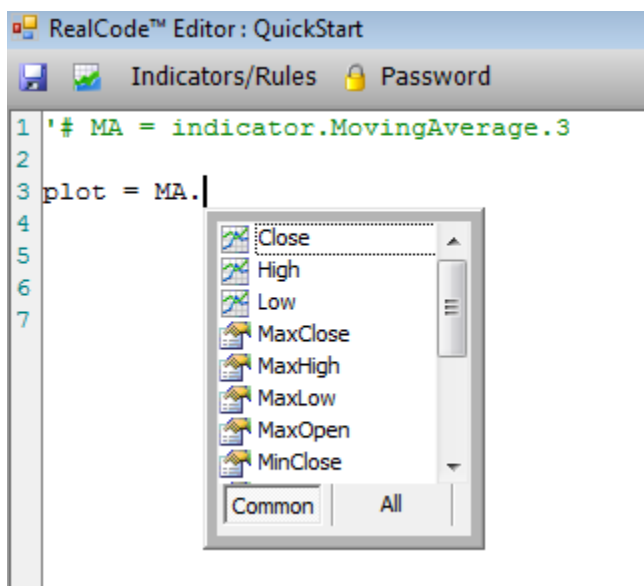 RealCode™ Editor : QuickStart
Indicators/Rules Password
1 '# MA = indicator.MovingAverage.3
2
3 plot = MA.
4
5
6
7
Close
High
Low
MaxClose
MaxHigh
MaxLow
MaxOpen
MinClose
Common All